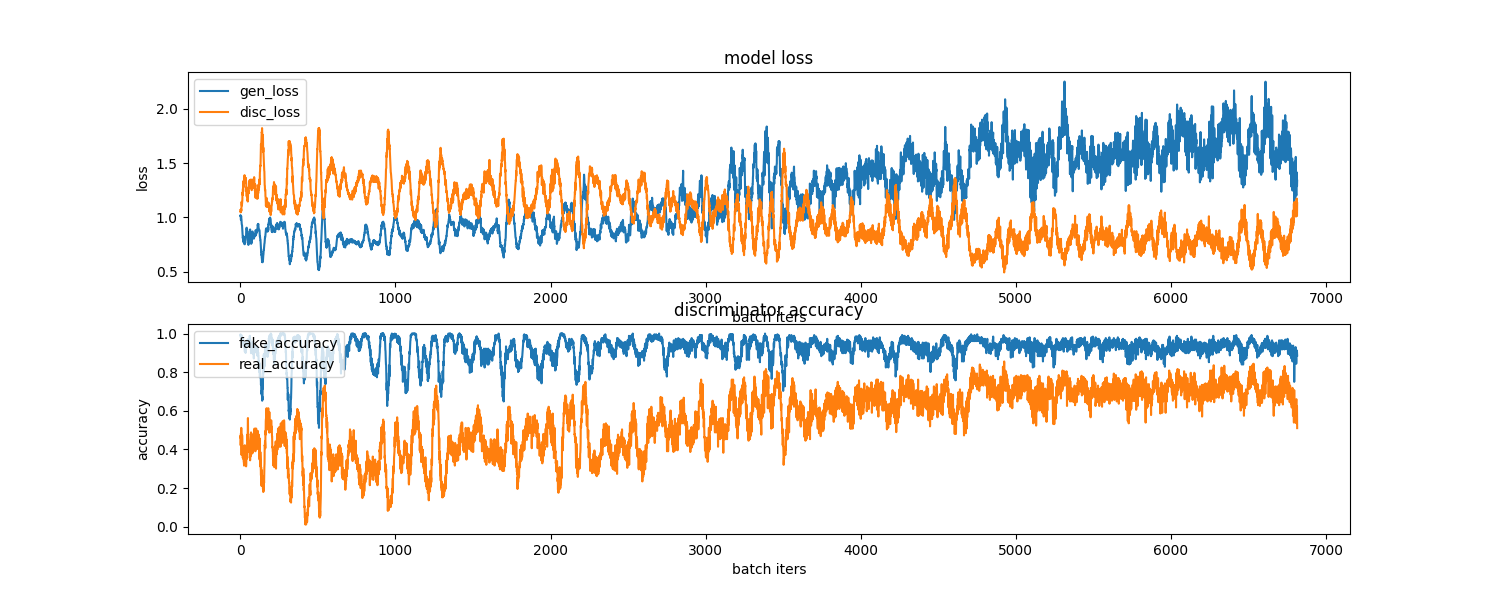 model loss
gen_loss
disc_loss
2.0
1.5
1.0
0.5
loss
0 1000 2000 3000 4000 5000 6000 7000
batch iters
discriminator accuracy
fake_accuracy
real_accuracy
1.0
0.8
0.6
0.4
0.2
0.0
accuracy
0 1000 2000 3000 4000 5000 6000 7000
batch iters